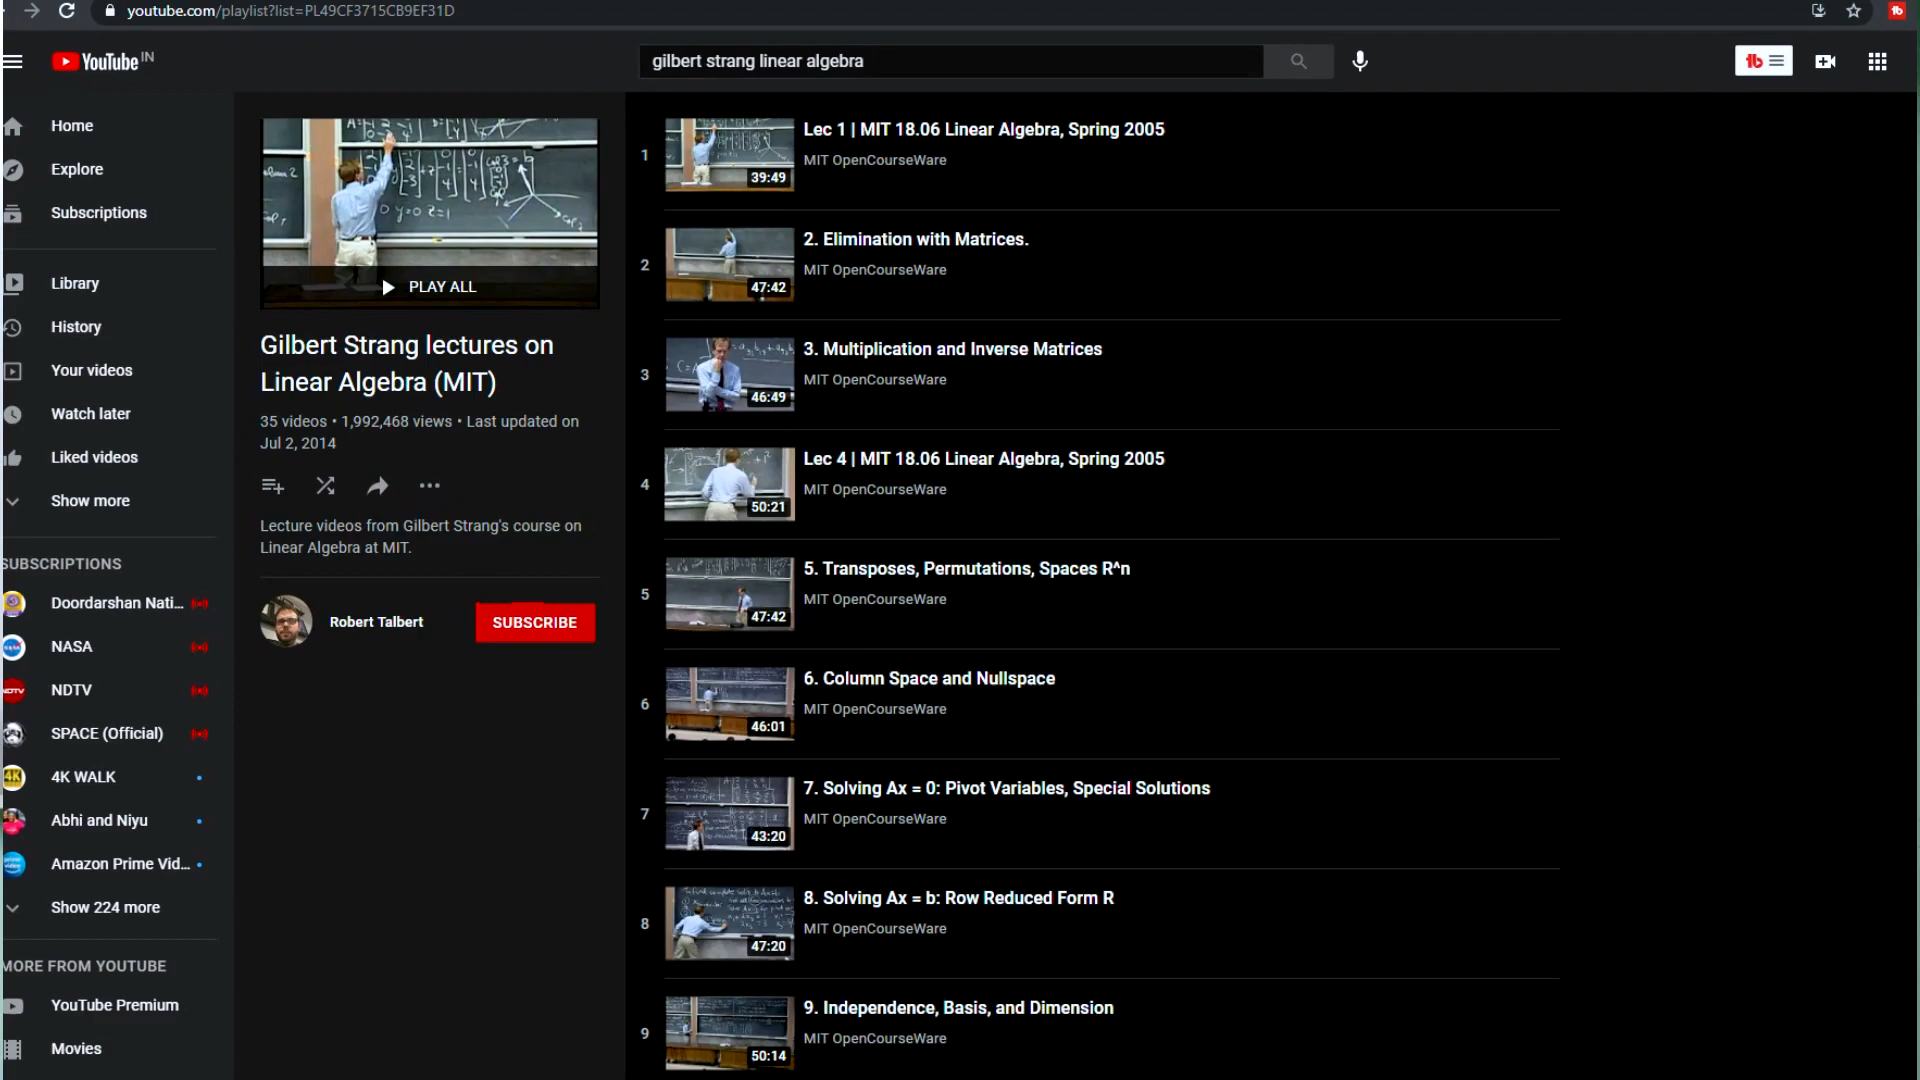 youtube.com/playlist?list=PL49CF3715CB9EF31D
YouTube IN
gilbert strang linear algebra
Home
Explore
Subscriptions
Library
History
Your videos
Watch later
Liked videos
Show more
SUBSCRIPTIONS
Doordarshan Nati...
NASA
NDTV
SPACE (Official)
4K WALK
Abhi and Niyu
Amazon Prime Vid...
Show 224 more
MORE FROM YOUTUBE
YouTube Premium
Movies
PLAY ALL
Gilbert Strang lectures on
Linear Algebra (MIT)
35 videos • 1,992,468 views • Last updated on
Jul 2, 2014
Lecture videos from Gilbert Strang's course on
Linear Algebra at MIT.
Robert Talbert
SUBSCRIBE
1
39:49
Lec 1 | MIT 18.06 Linear Algebra, Spring 2005
MIT OpenCourseWare
2
47:42
2. Elimination with Matrices.
MIT OpenCourseWare
3
46:49
3. Multiplication and Inverse Matrices
MIT OpenCourseWare
4
50:21
Lec 4 | MIT 18.06 Linear Algebra, Spring 2005
MIT OpenCourseWare
5
47:42
5. Transposes, Permutations, Spaces R^n
MIT OpenCourseWare
6
46:01
6. Column Space and Nullspace
MIT OpenCourseWare
7
43:20
7. Solving Ax = 0: Pivot Variables, Special Solutions
MIT OpenCourseWare
8
47:20
8. Solving Ax = b: Row Reduced Form R
MIT OpenCourseWare
9
50:14
9. Independence, Basis, and Dimension
MIT OpenCourseWare